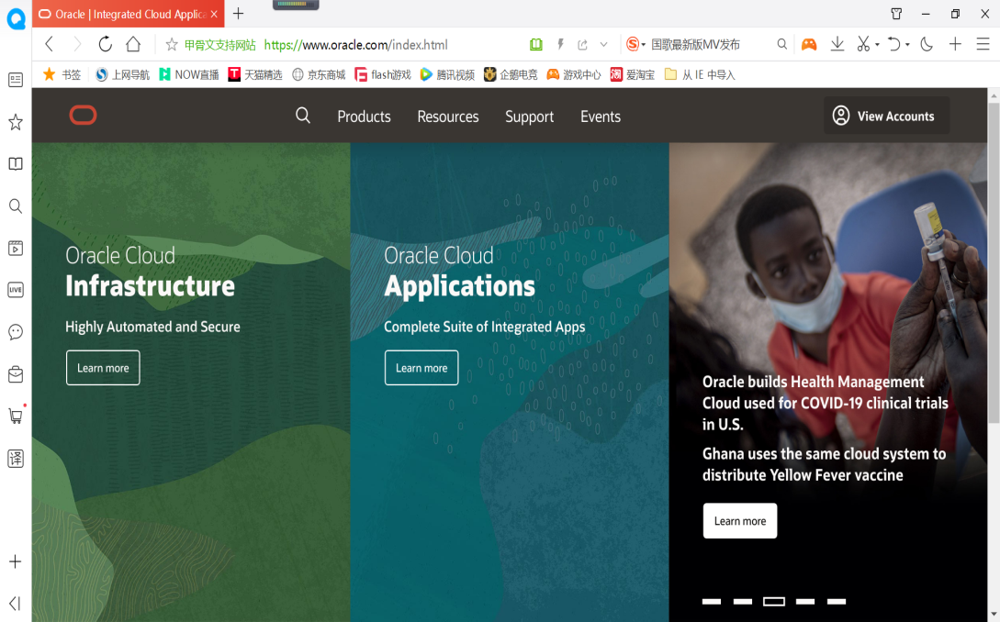 Oracle | Integrated Cloud Applica
甲骨文支持网站 https://www.oracle.com/index.html 国歌最新版MV发布
书签 上网导航 NOW直播 天猫精选 京东商城 flash游戏 腾讯视频 企鹅电竞 游戏中心 爱淘宝 从 IE 中导入
Products Resources Support Events View Accounts
LIVE
译
Oracle Cloud
Infrastructure
Highly Automated and Secure
Learn more
Oracle Cloud
Applications
Complete Suite of Integrated Apps
Learn more
Oracle builds Health Management
Cloud used for COVID-19 clinical trials
in U.S.
Ghana uses the same cloud system to
distribute Yellow Fever vaccine
Learn more